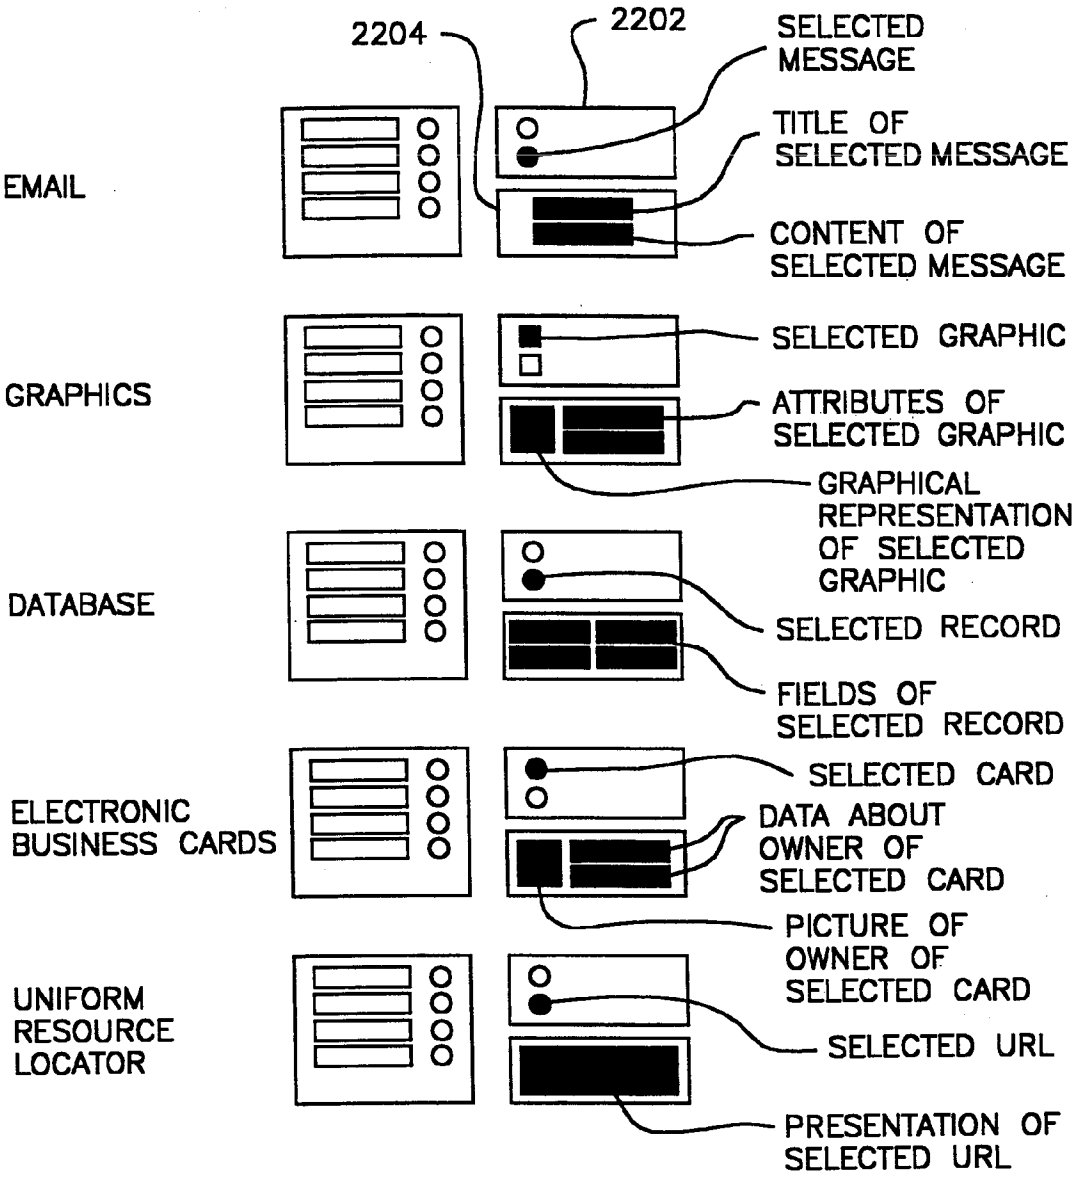 2204
2202
SELECTED
MESSAGE
TITLE OF
SELECTED MESSAGE
EMAIL
CONTENT OF
SELECTED MESSAGE
SELECTED GRAPHIC
GRAPHICS
ATTRIBUTES OF
SELECTED GRAPHIC
GRAPHICAL
REPRESENTATION
OF SELECTED
GRAPHIC
DATABASE
SELECTED RECORD
FIELDS OF
SELECTED RECORD
SELECTED CARD
ELECTRONIC
BUSINESS CARDS
DATA ABOUT
OWNER OF
SELECTED CARD
PICTURE OF
OWNER OF
SELECTED CARD
UNIFORM
RESOURCE
LOCATOR
SELECTED URL
PRESENTATION OF
SELECTED URL